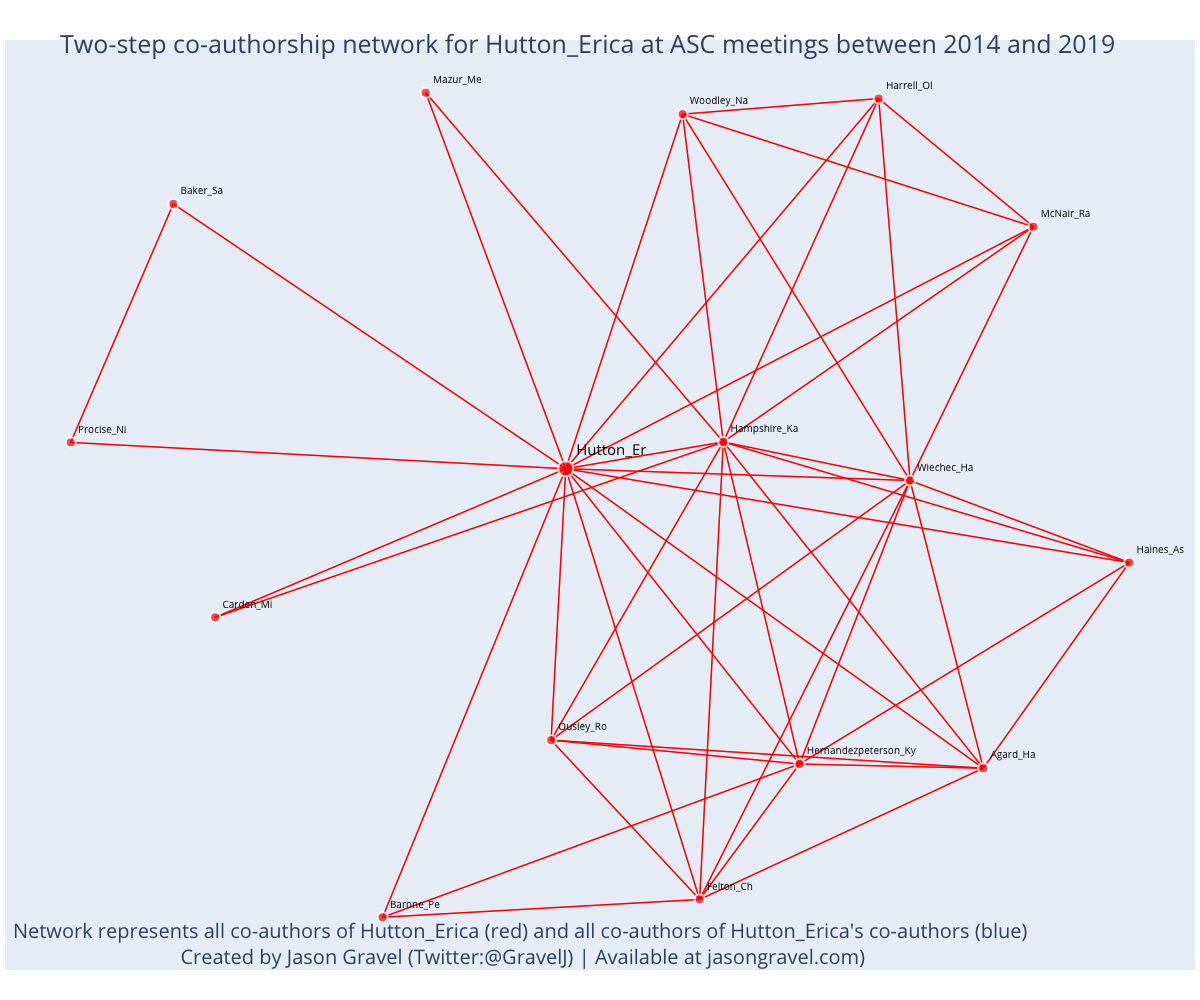 Two-step co-authorship network for Hutton_Erica at ASC meetings between 2014 and 2019
Mazur_Me
Harrell_Ol
Woodley_Na
Baker_Sa
McNair_Ra
Procise_Ni
Hampshire_Ka
Hutton_Er
Wiechec_Ha
Haines_As
Carden_Mi
Ousley_Ro
Hernandezpeterson_Ky
Agard_Ha
Felton_Ch
Barone_Pe
Network represents all co-authors of Hutton_Erica (red) and all co-authors of Hutton_Erica's co-authors (blue)
Created by Jason Gravel (Twitter:@GravelJ) | Available at jasongravel.com)